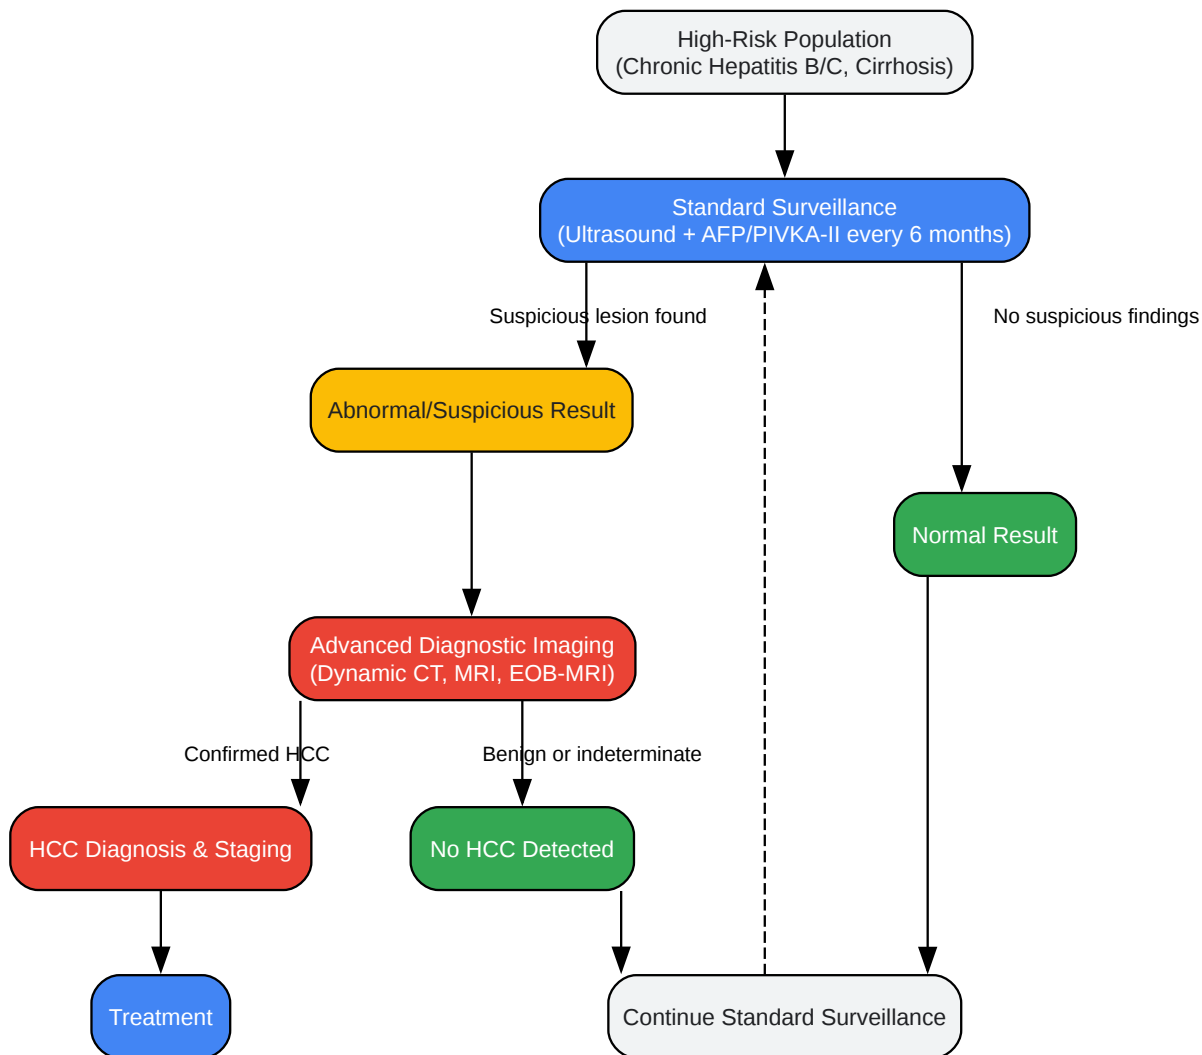 High-Risk Population
(Chronic Hepatitis B/C, Cirrhosis)
Standard Surveillance
(Ultrasound + AFP/PIVKA-II every 6 months)
Suspicious lesion found
No suspicious findings
Abnormal/Suspicious Result
Normal Result
Advanced Diagnostic Imaging
(Dynamic CT, MRI, EOB-MRI)
Confirmed HCC
Benign or indeterminate
HCC Diagnosis & Staging
No HCC Detected
Treatment
Continue Standard Surveillance